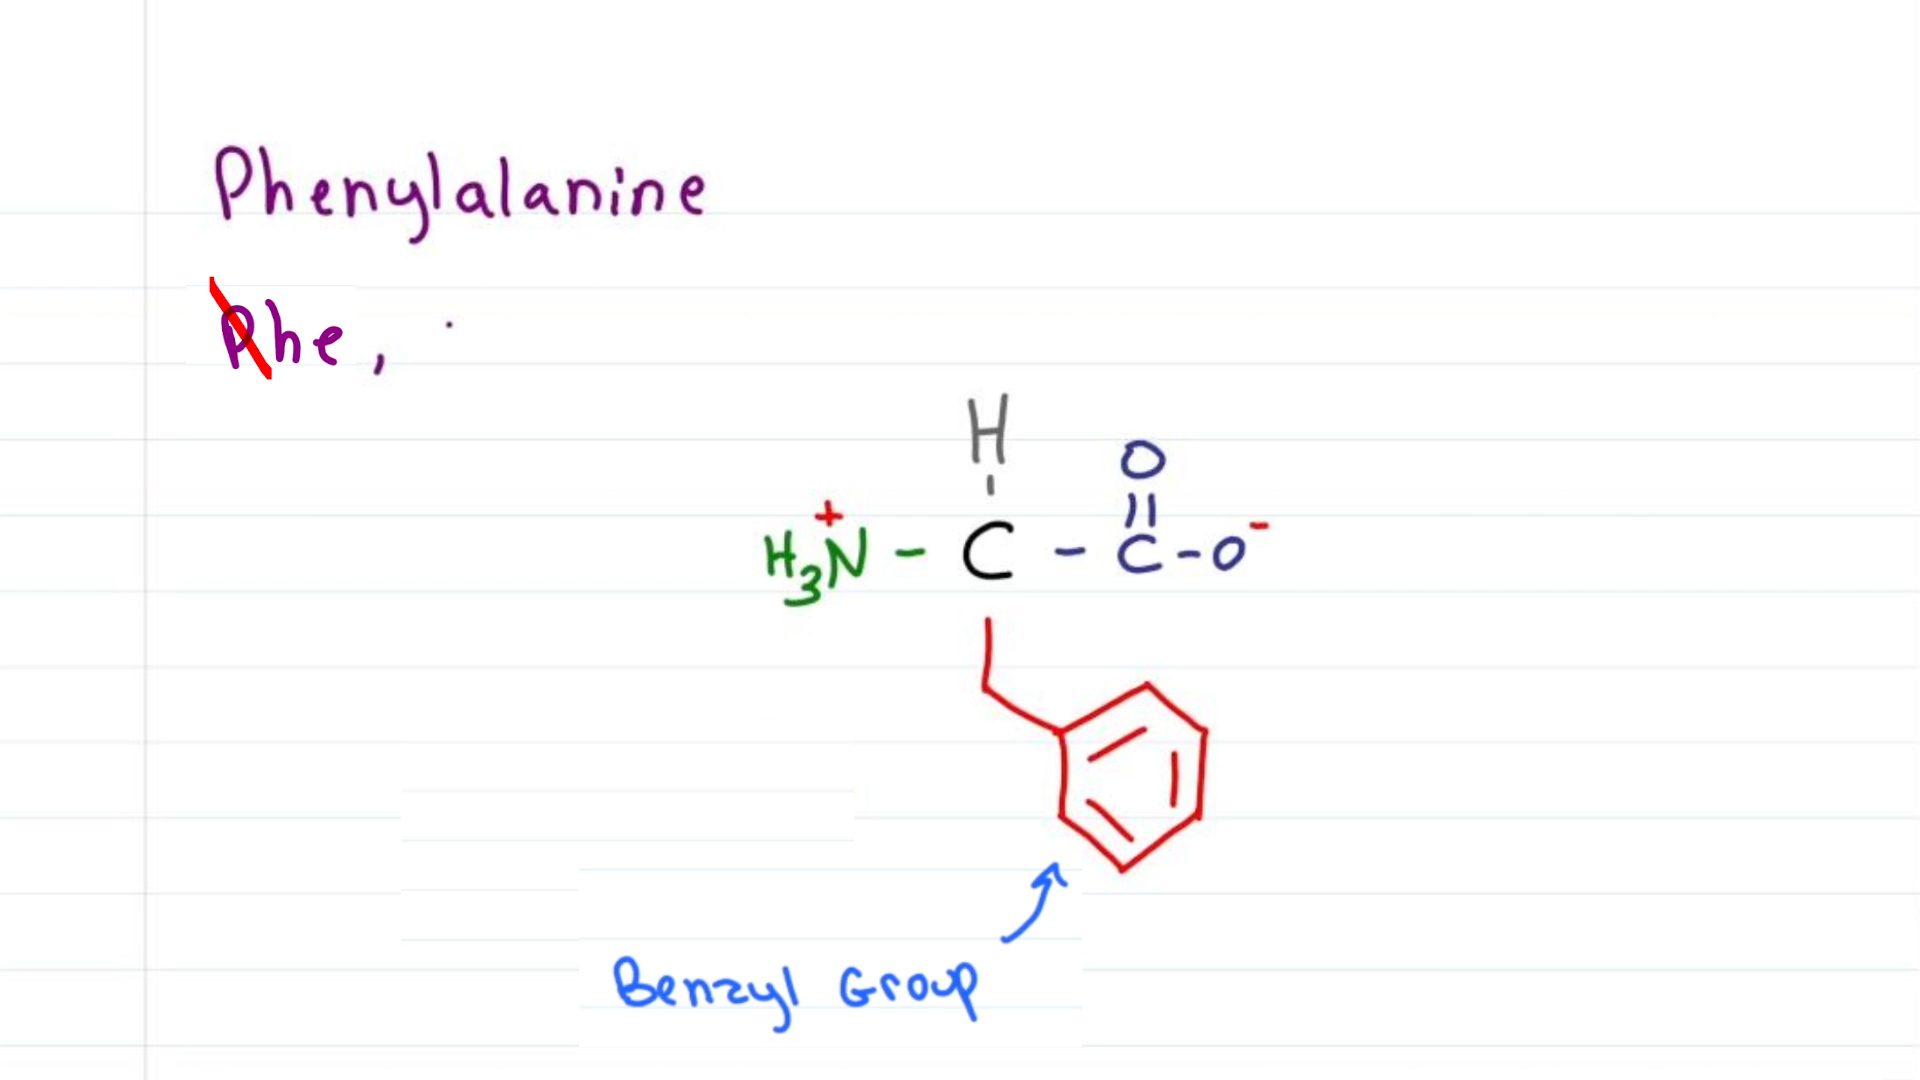 Phenylalanine
Phe,
H
O
H₃N⁺ - C - C - O⁻
Benzyl Group